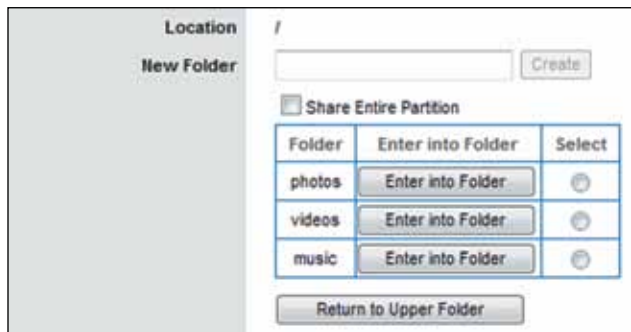 Location /
New Folder Create
Share Entire Partition
Folder Enter into Folder Select
photos Enter into Folder
videos Enter into Folder
music Enter into Folder
Return to Upper Folder